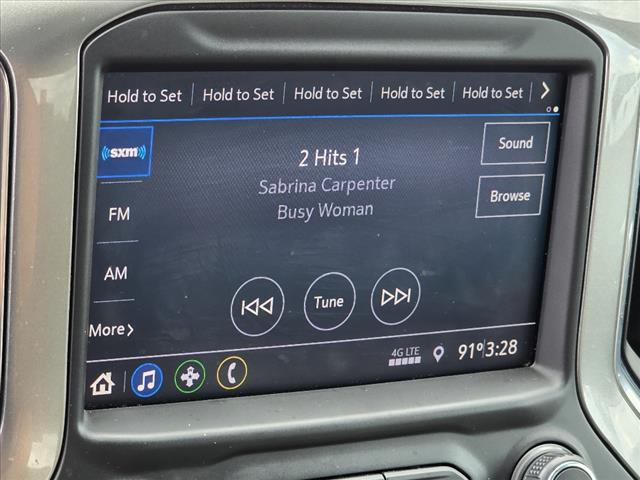 Hold to Set Hold to Set Hold to Set Hold to Set Hold to Set >
sxm
2 Hits 1
Sound
Sabrina Carpenter
Busy Woman
Browse
FM
AM
Tune
More >
4G LTE 91° 3:28